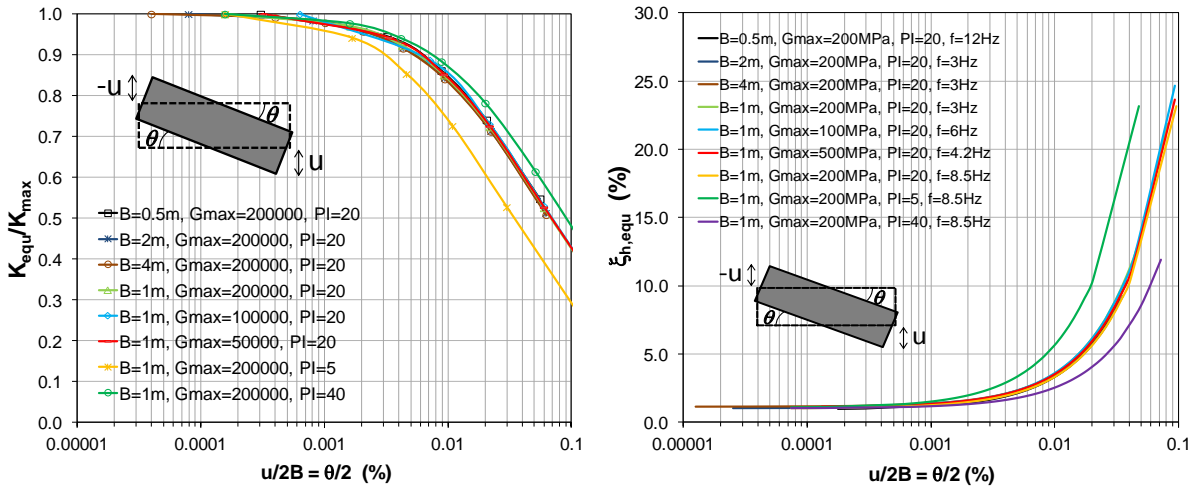 K_equ/K_max
1.0
0.9
0.8
0.7
0.6
0.5
0.4
0.3
0.2
0.1
0.0
-u
θ
θ
u
B=0.5m, Gmax=200000, PI=20
B=2m, Gmax=200000, PI=20
B=4m, Gmax=200000, PI=20
B=1m, Gmax=200000, PI=20
B=1m, Gmax=100000, PI=20
B=1m, Gmax=50000, PI=20
B=1m, Gmax=200000, PI=5
B=1m, Gmax=200000, PI=40
0.00001 0.0001 0.001 0.01 0.1
u/2B = θ/2 (%)
ξh,equ (%)
30.0
25.0
20.0
15.0
10.0
5.0
0.0
B=0.5m, Gmax=200MPa, PI=20, f=12Hz
B=2m, Gmax=200MPa, PI=20, f=3Hz
B=4m, Gmax=200MPa, PI=20, f=3Hz
B=1m, Gmax=200MPa, PI=20, f=3Hz
B=1m, Gmax=100MPa, PI=20, f=6Hz
B=1m, Gmax=500MPa, PI=20, f=4.2Hz
B=1m, Gmax=200MPa, PI=20, f=8.5Hz
B=1m, Gmax=200MPa, PI=5, f=8.5Hz
B=1m, Gmax=200MPa, PI=40, f=8.5Hz
-u
θ
θ
u
0.00001 0.0001 0.001 0.01 0.1
u/2B = θ/2 (%)